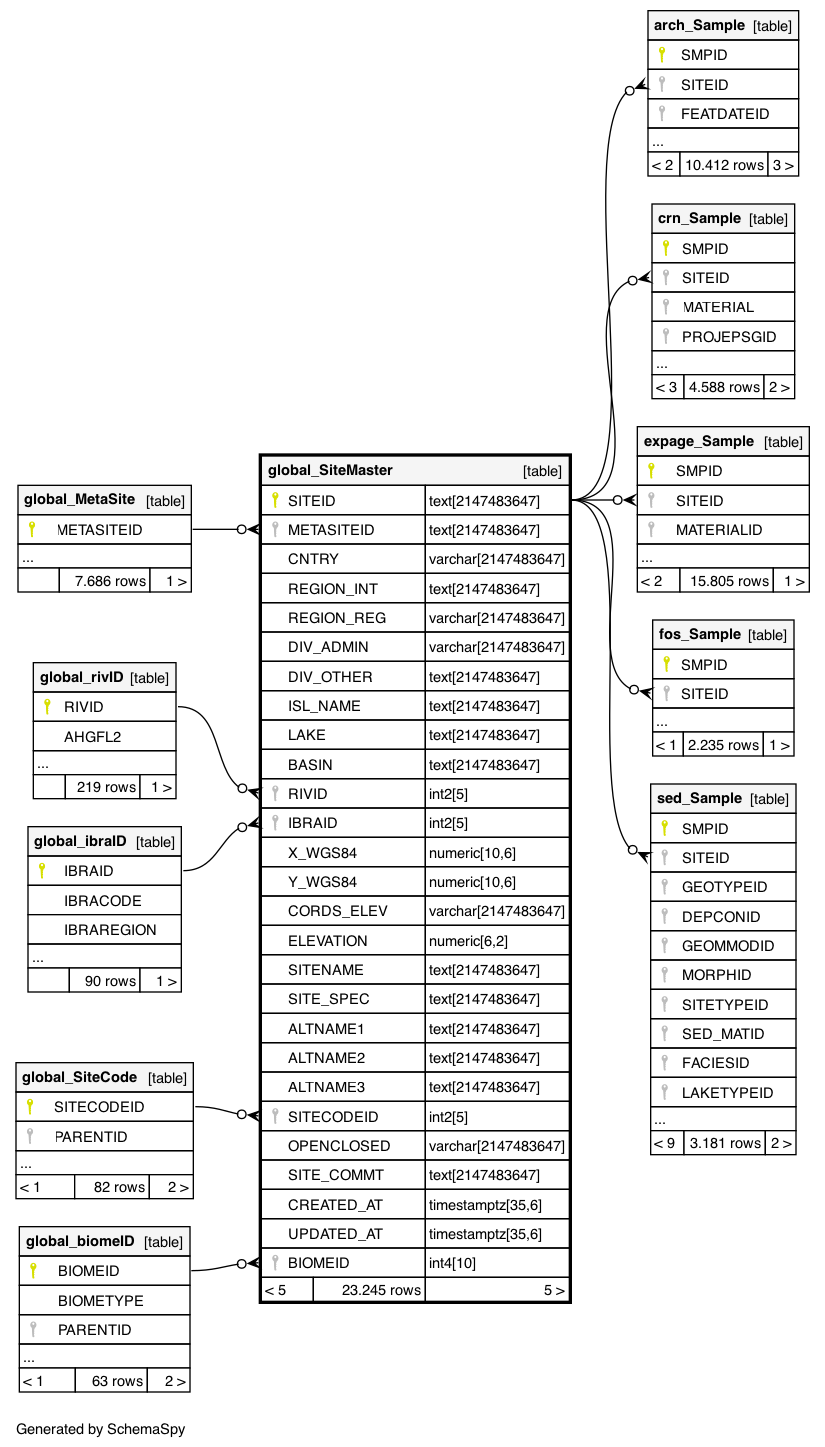 arch_Sample [table]
SMPID
SITEID
FEATDATEID
...
< 2 10.412 rows 3 >
crn_Sample [table]
SMPID
SITEID
MATERIAL
PROJEPSGID
...
< 3 4.588 rows 2 >
expage_Sample [table]
SMPID
SITEID
MATERIALID
...
< 2 15.805 rows 1 >
fos_Sample [table]
SMPID
SITEID
...
< 1 2.235 rows 1 >
sed_Sample [table]
SMPID
SITEID
GEOTYPEID
DEPCONID
GEOMMODID
MORPHID
SITETYPEID
SED_MATID
FACIESID
LAKETYPEID
...
< 9 3.181 rows 2 >
global_SiteMaster [table]
SITEID text[2147483647]
METASITEID text[2147483647]
CNTRY varchar[2147483647]
REGION_INT text[2147483647]
REGION_REG varchar[2147483647]
DIV_ADMIN varchar[2147483647]
DIV_OTHER text[2147483647]
ISL_NAME text[2147483647]
LAKE text[2147483647]
BASIN text[2147483647]
RIVID int2[5]
IBRAID int2[5]
X_WGS84 numeric[10,6]
Y_WGS84 numeric[10,6]
CORDS_ELEV varchar[2147483647]
ELEVATION numeric[6,2]
SITENAME text[2147483647]
SITE_SPEC text[2147483647]
ALTNAME1 text[2147483647]
ALTNAME2 text[2147483647]
ALTNAME3 text[2147483647]
SITECODEID int2[5]
OPENCLOSED varchar[2147483647]
SITE_COMMT text[2147483647]
CREATED_AT timestamptz[35,6]
UPDATED_AT timestamptz[35,6]
BIOMEID int4[10]
< 5 23.245 rows 5 >
global_MetaSite [table]
METASITEID
...
7.686 rows 1 >
global_rivID [table]
RIVID
AHGFL2
...
219 rows 1 >
global_ibraID [table]
IBRAID
IBRACODE
IBRAREGION
...
90 rows 1 >
global_SiteCode [table]
SITECODEID
PARENTID
...
< 1 82 rows 2 >
global_biomeID [table]
BIOMEID
BIOMETYPE
PARENTID
...
< 1 63 rows 2 >
Generated by SchemaSpy